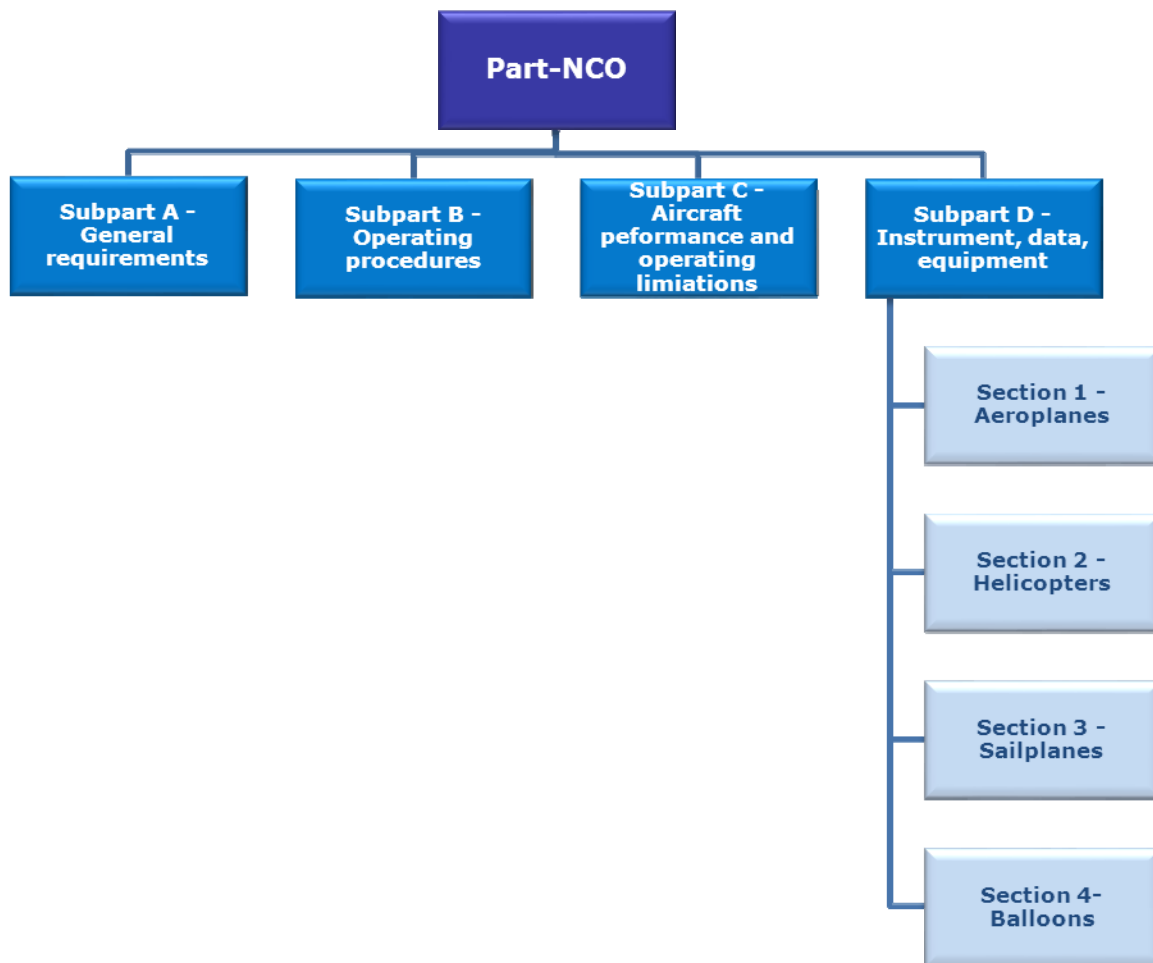 Part-NCO
Subpart A -
General
requirements
Subpart B -
Operating
procedures
Subpart C -
Aircraft
peformance and
operating
limiations
Subpart D -
Instrument, data,
equipment
Section 1 -
Aeroplanes
Section 2 -
Helicopters
Section 3 -
Sailplanes
Section 4-
Balloons